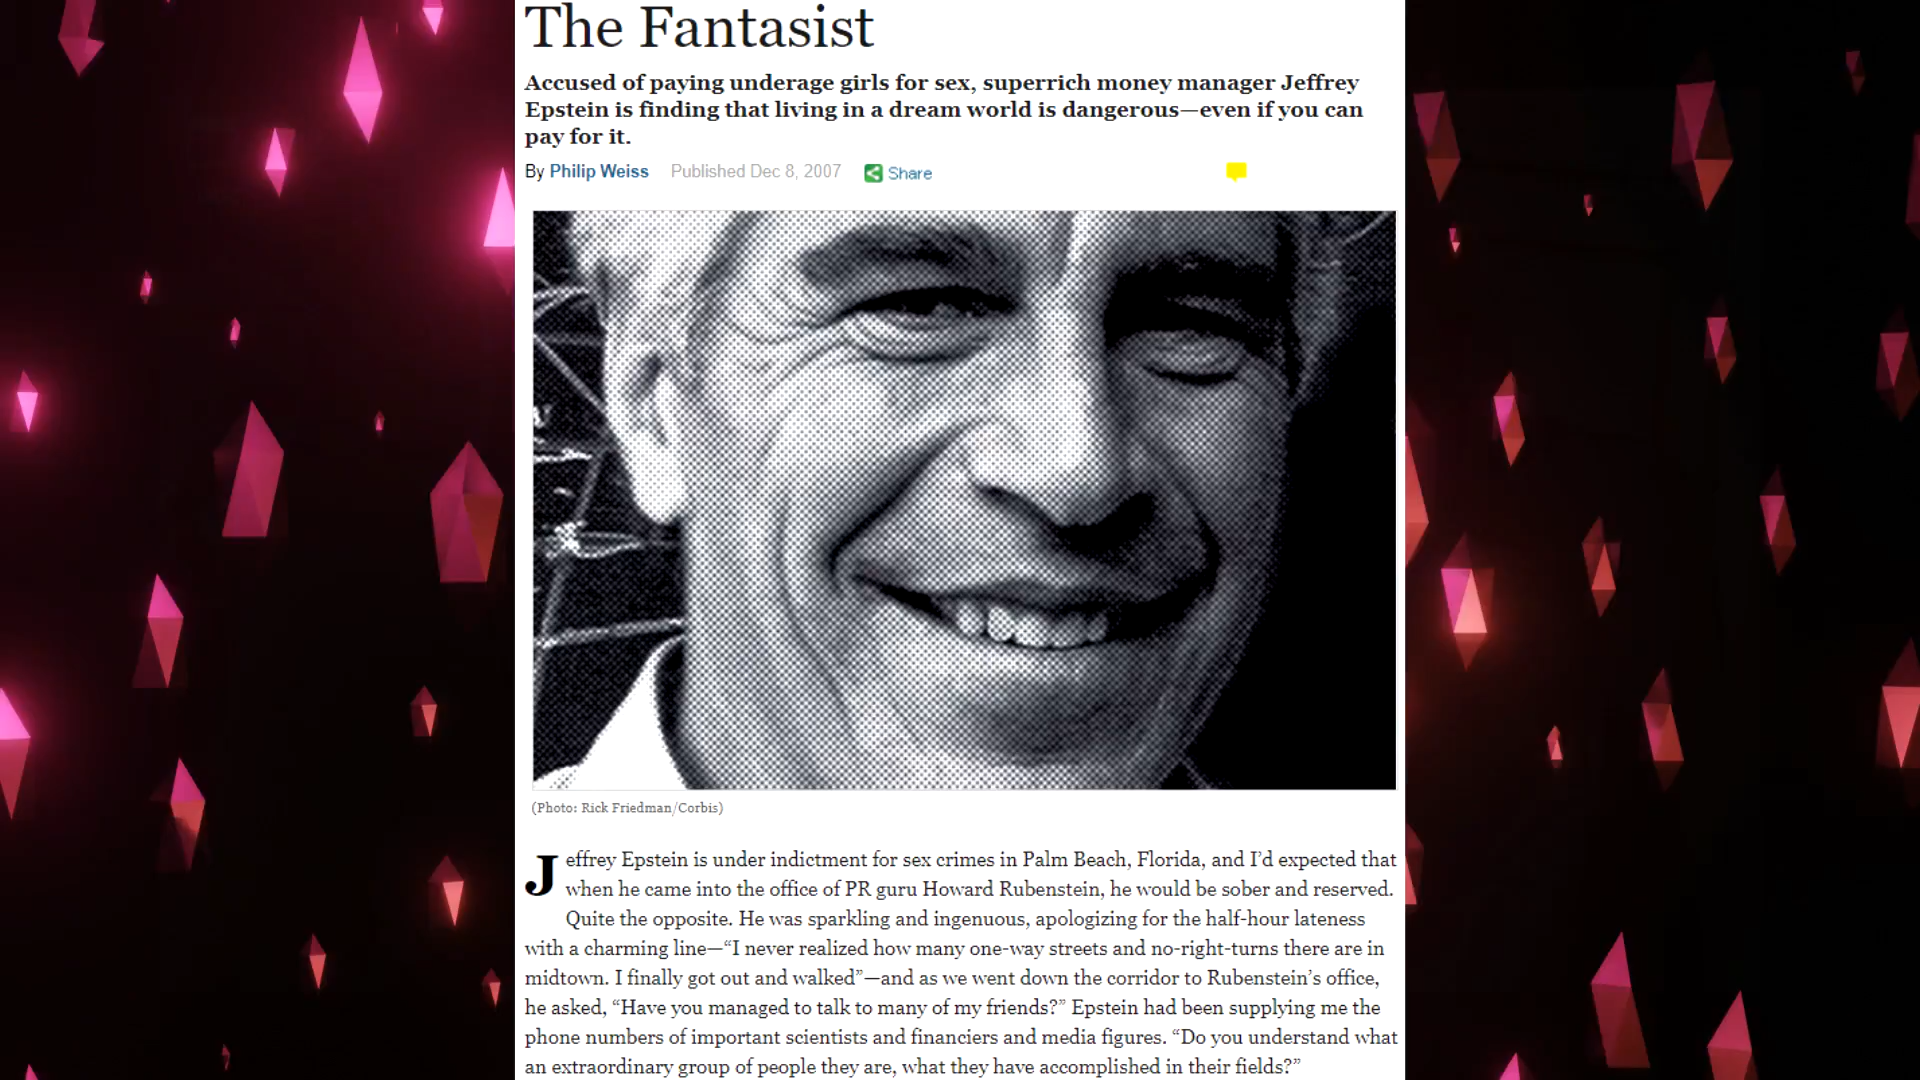 The Fantasist
Accused of paying underage girls for sex, superrich money manager Jeffrey
Epstein is finding that living in a dream world is dangerous—even if you can
pay for it.
By Philip Weiss Published Dec 8, 2007 Share
(Photo: Rick Friedman/Corbis)
Jeffrey Epstein is under indictment for sex crimes in Palm Beach, Florida, and I’d expected that
when he came into the office of PR guru Howard Rubenstein, he would be sober and reserved.
Quite the opposite. He was sparkling and ingenuous, apologizing for the half-hour lateness
with a charming line—“I never realized how many one-way streets and no-right-turns there are in
midtown. I finally got out and walked”—and as we went down the corridor to Rubenstein’s office,
he asked, “Have you managed to talk to many of my friends?” Epstein had been supplying me the
phone numbers of important scientists and financiers and media figures. “Do you understand what
an extraordinary group of people they are, what they have accomplished in their fields?”